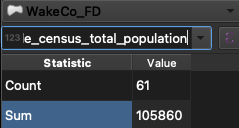 WakeCo_FD
123 e_census_total_population
Statistic Value
Count 61
Sum 105860